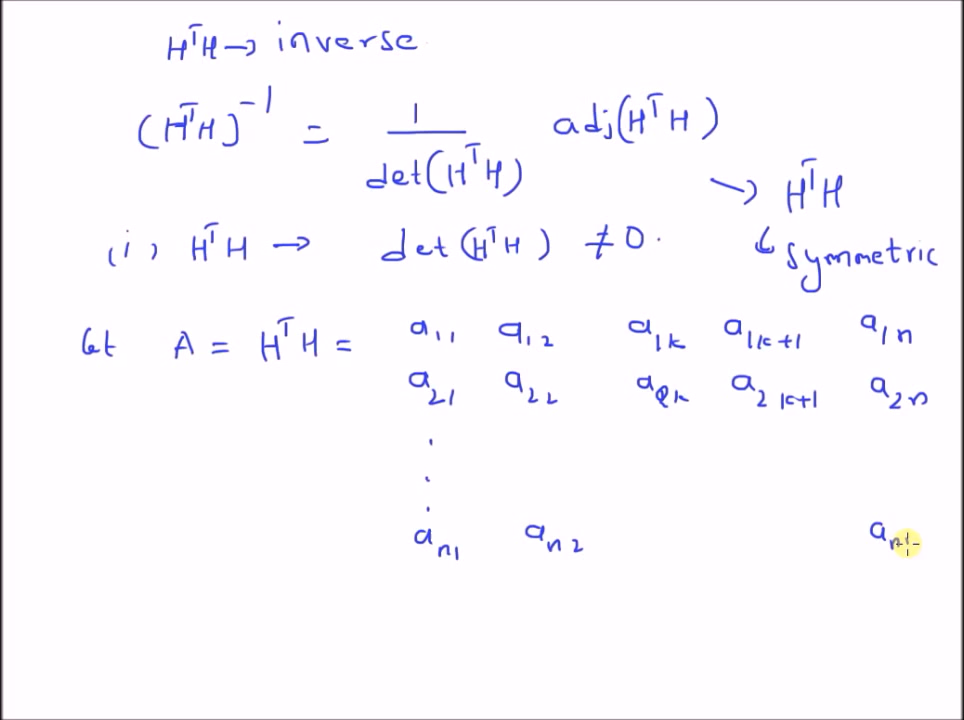 HᵀH → inverse
(HᵀH)⁻¹ = 1/det(HᵀH) adj(HᵀH)
↘ HᵀH
(i) HᵀH → det(HᵀH) ≠ 0. ↳ symmetric
Let A = HᵀH = a₁₁ a₁₂ a₁ₖ a₁ₖ₊₁ a₁ₙ
a₂₁ a₂₂ a₂ₖ a₂ ₖ₊₁ a₂ₙ
.
.
.
aₙ₁ aₙ₂